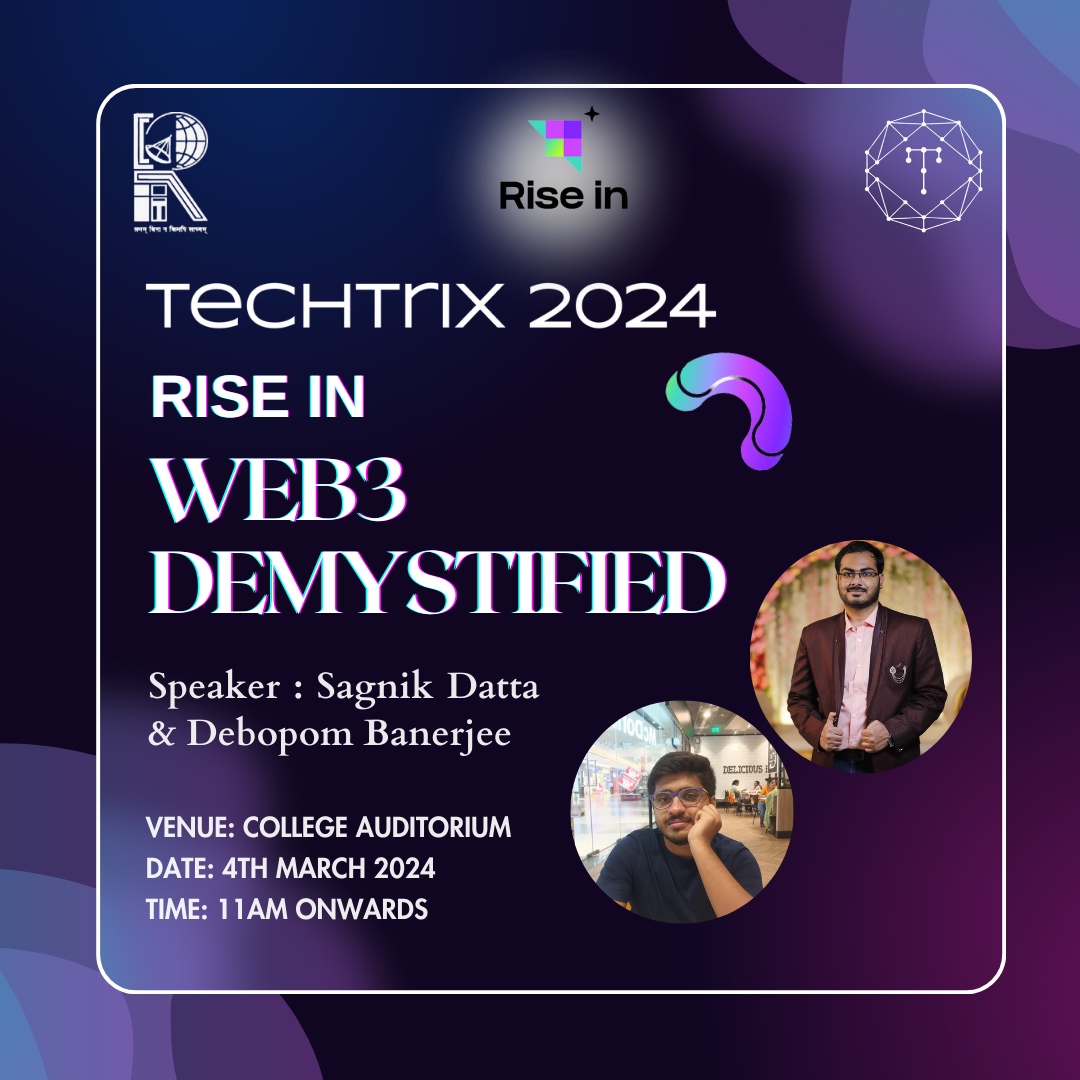 Rise in
TECHTRIX 2024
RISE IN
WEB3
DEMYSTIFIED
Speaker : Sagnik Datta
& Debopom Banerjee
DELICIOUS
VENUE: COLLEGE AUDITORIUM
DATE: 4TH MARCH 2024
TIME: 11AM ONWARDS